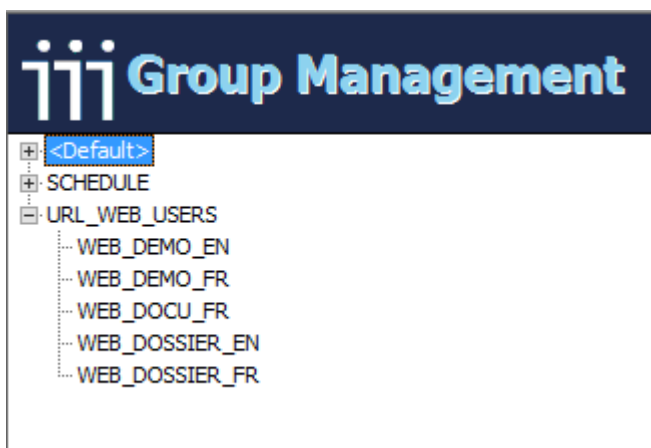 Group Management
<Default>
SCHEDULE
URL_WEB_USERS
WEB_DEMO_EN
WEB_DEMO_FR
WEB_DOCU_FR
WEB_DOSSIER_EN
WEB_DOSSIER_FR